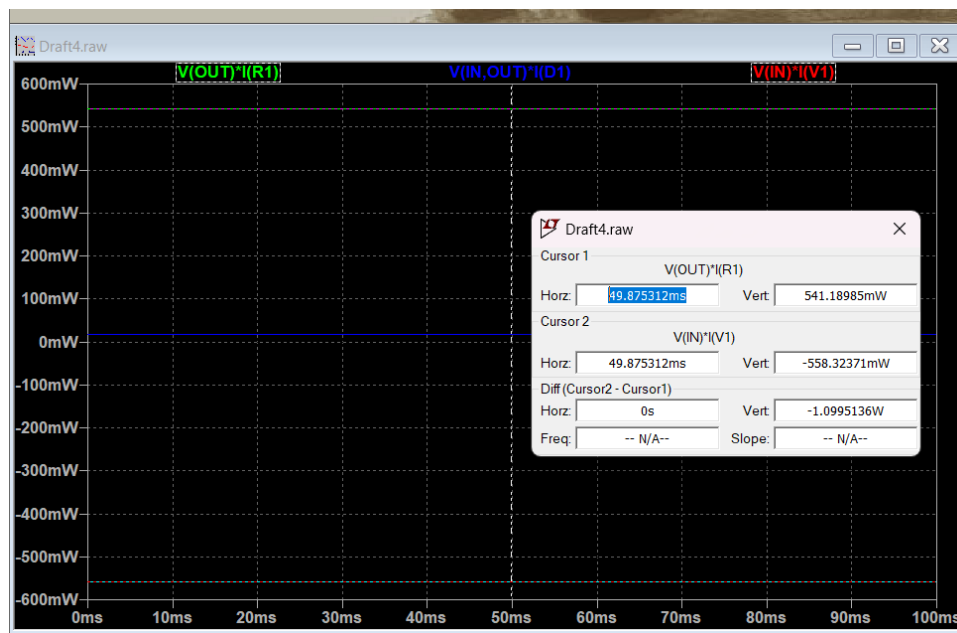 Draft4.raw
V(OUT)*I(R1) V(IN,OUT)*I(D1) V(IN)*I(V1)
600mW
500mW
400mW
300mW
200mW
100mW
0mW
-100mW
-200mW
-300mW
-400mW
-500mW
-600mW
0ms 10ms 20ms 30ms 40ms 50ms 60ms 70ms 80ms 90ms 100ms
Draft4.raw
Cursor 1
V(OUT)*I(R1)
Horz: 49.875312ms Vert: 541.18985mW
Cursor 2
V(IN)*I(V1)
Horz: 49.875312ms Vert: -558.32371mW
Diff (Cursor2 - Cursor1)
Horz: 0s Vert: -1.0995136W
Freq: -- N/A-- Slope: -- N/A--